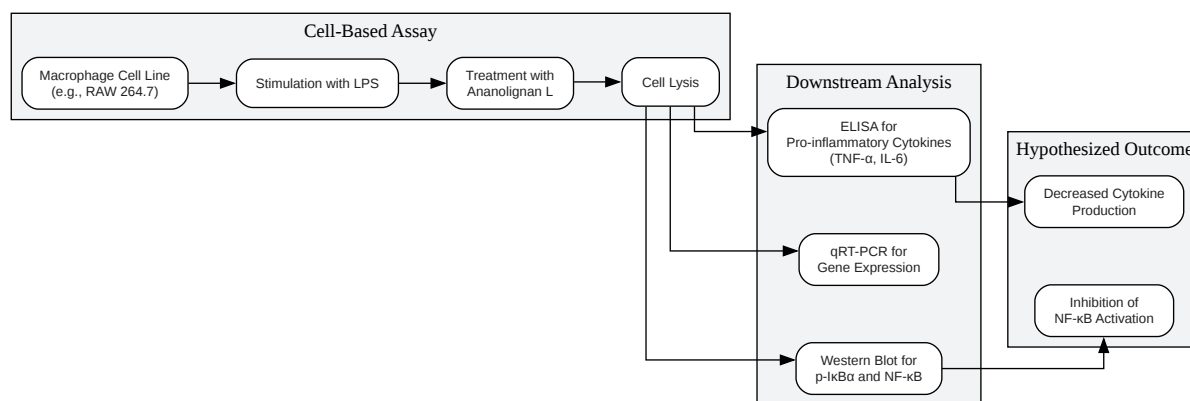 Cell-Based Assay
Macrophage Cell Line
(e.g., RAW 264.7)
Stimulation with LPS
Treatment with
Ananolignan L
Cell Lysis
Downstream Analysis
ELISA for
Pro-inflammatory Cytokines
(TNF-α, IL-6)
qRT-PCR for
Gene Expression
Western Blot for
p-IκBα and NF-κB
Hypothesized Outcome
Decreased Cytokine
Production
Inhibition of
NF-κB Activation